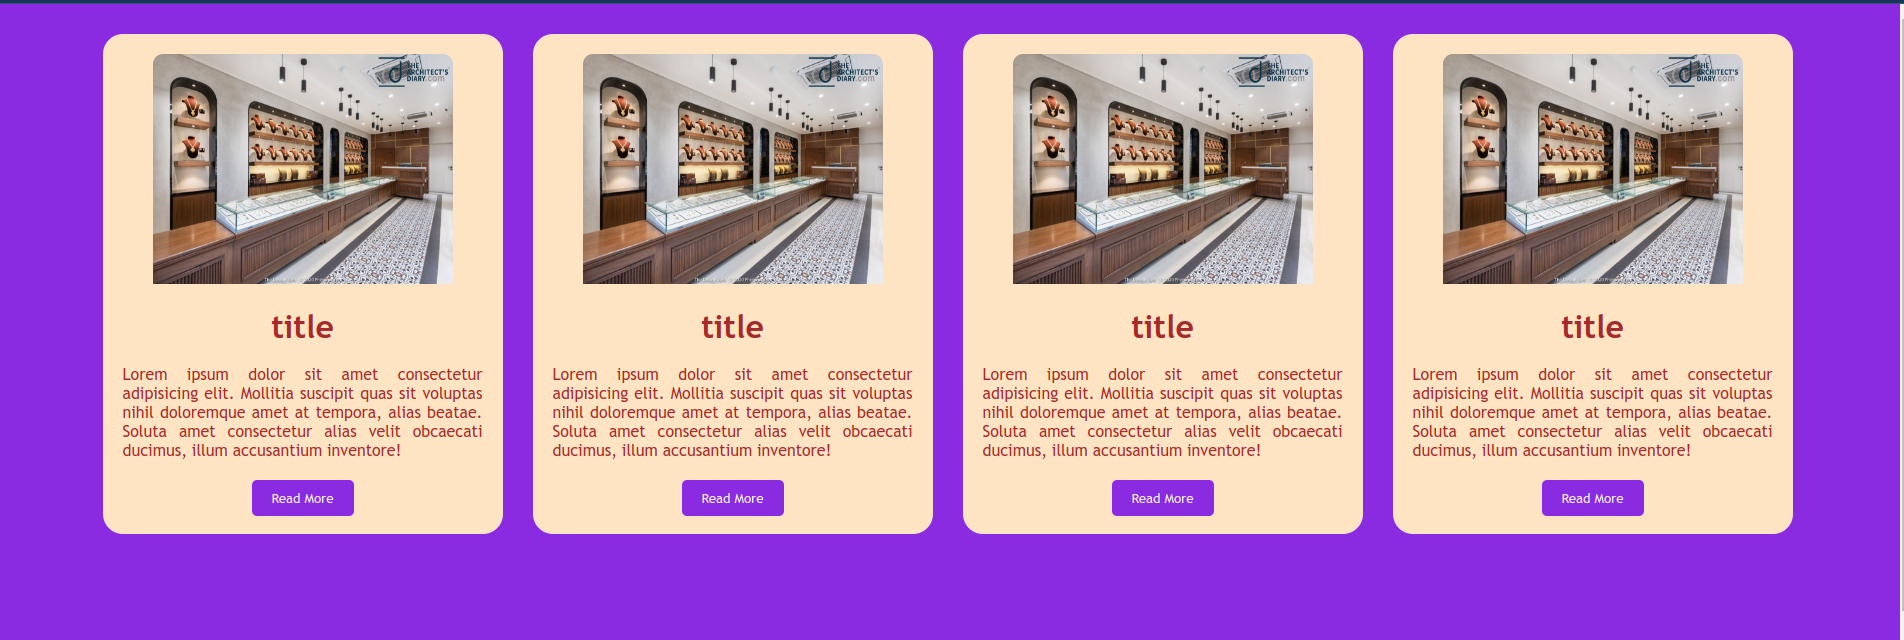 THE
ARCHITECT'S
DIARY.com
THE
ARCHITECT'S
DIARY.com
THE
ARCHITECT'S
DIARY.com
THE
ARCHITECT'S
DIARY.com
title
Lorem ipsum dolor sit amet consectetur
adipisicing elit. Mollitia suscipit quas sit voluptas
nihil doloremque amet at tempora, alias beatae.
Soluta amet consectetur alias velit obcaecati
ducimus, illum accusantium inventore!
Read More
title
Lorem ipsum dolor sit amet consectetur
adipisicing elit. Mollitia suscipit quas sit voluptas
nihil doloremque amet at tempora, alias beatae.
Soluta amet consectetur alias velit obcaecati
ducimus, illum accusantium inventore!
Read More
title
Lorem ipsum dolor sit amet consectetur
adipisicing elit. Mollitia suscipit quas sit voluptas
nihil doloremque amet at tempora, alias beatae.
Soluta amet consectetur alias velit obcaecati
ducimus, illum accusantium inventore!
Read More
title
Lorem ipsum dolor sit amet consectetur
adipisicing elit. Mollitia suscipit quas sit voluptas
nihil doloremque amet at tempora, alias beatae.
Soluta amet consectetur alias velit obcaecati
ducimus, illum accusantium inventore!
Read More